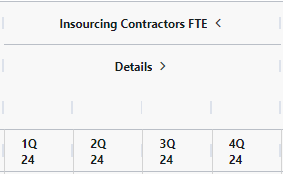 Insourcing Contractors FTE <
Details >
1Q 2Q 3Q 4Q
24 24 24 24